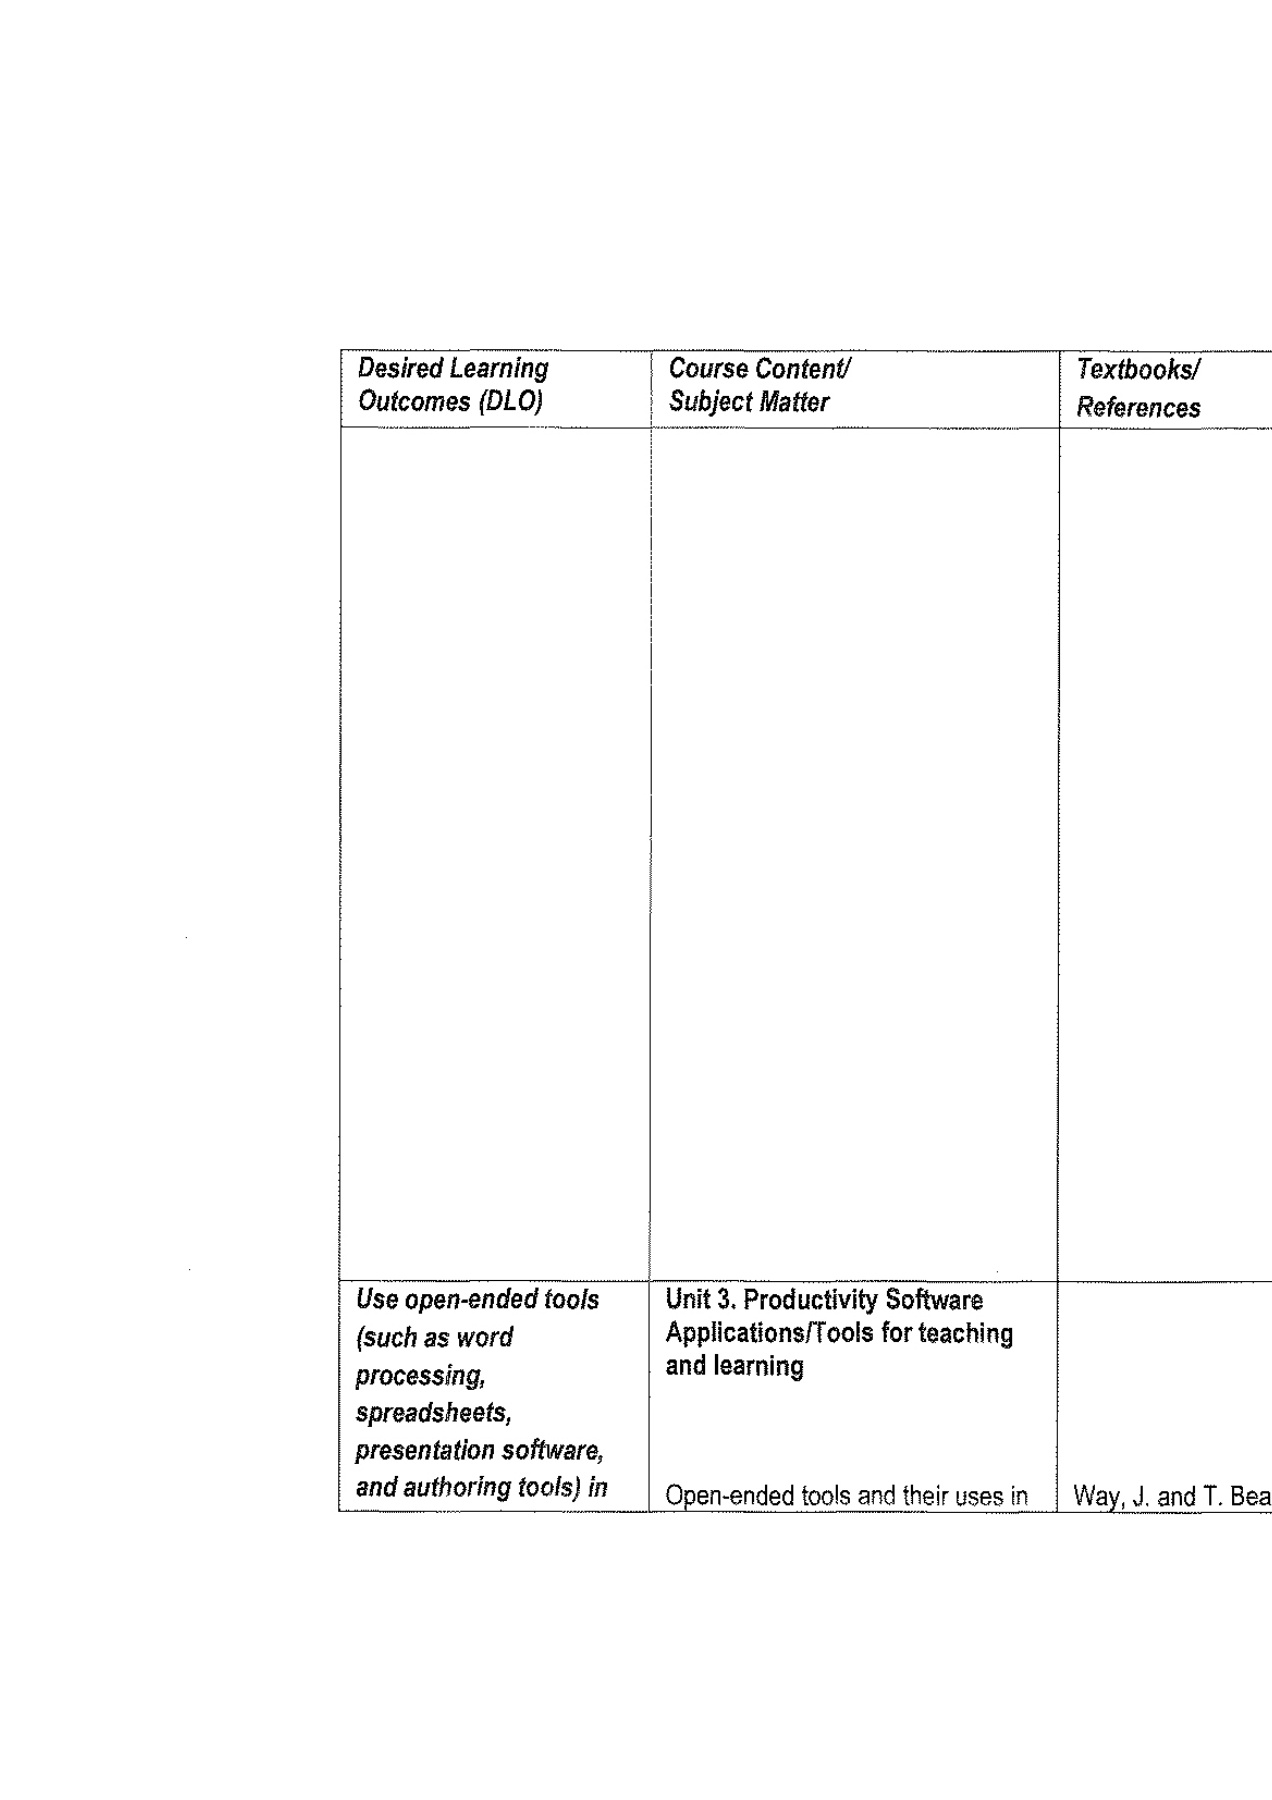 Desired Learning
Outcomes (DLO)
Course Content/
Subject Matter
Textbooks/
References
Use open-ended tools
(such as word
processing,
spreadsheets,
presentation software,
and authoring tools) in
Unit 3. Productivity Software
Applications/Tools for teaching
and learning
Open-ended tools and their uses in
Way, J. and T. Bea